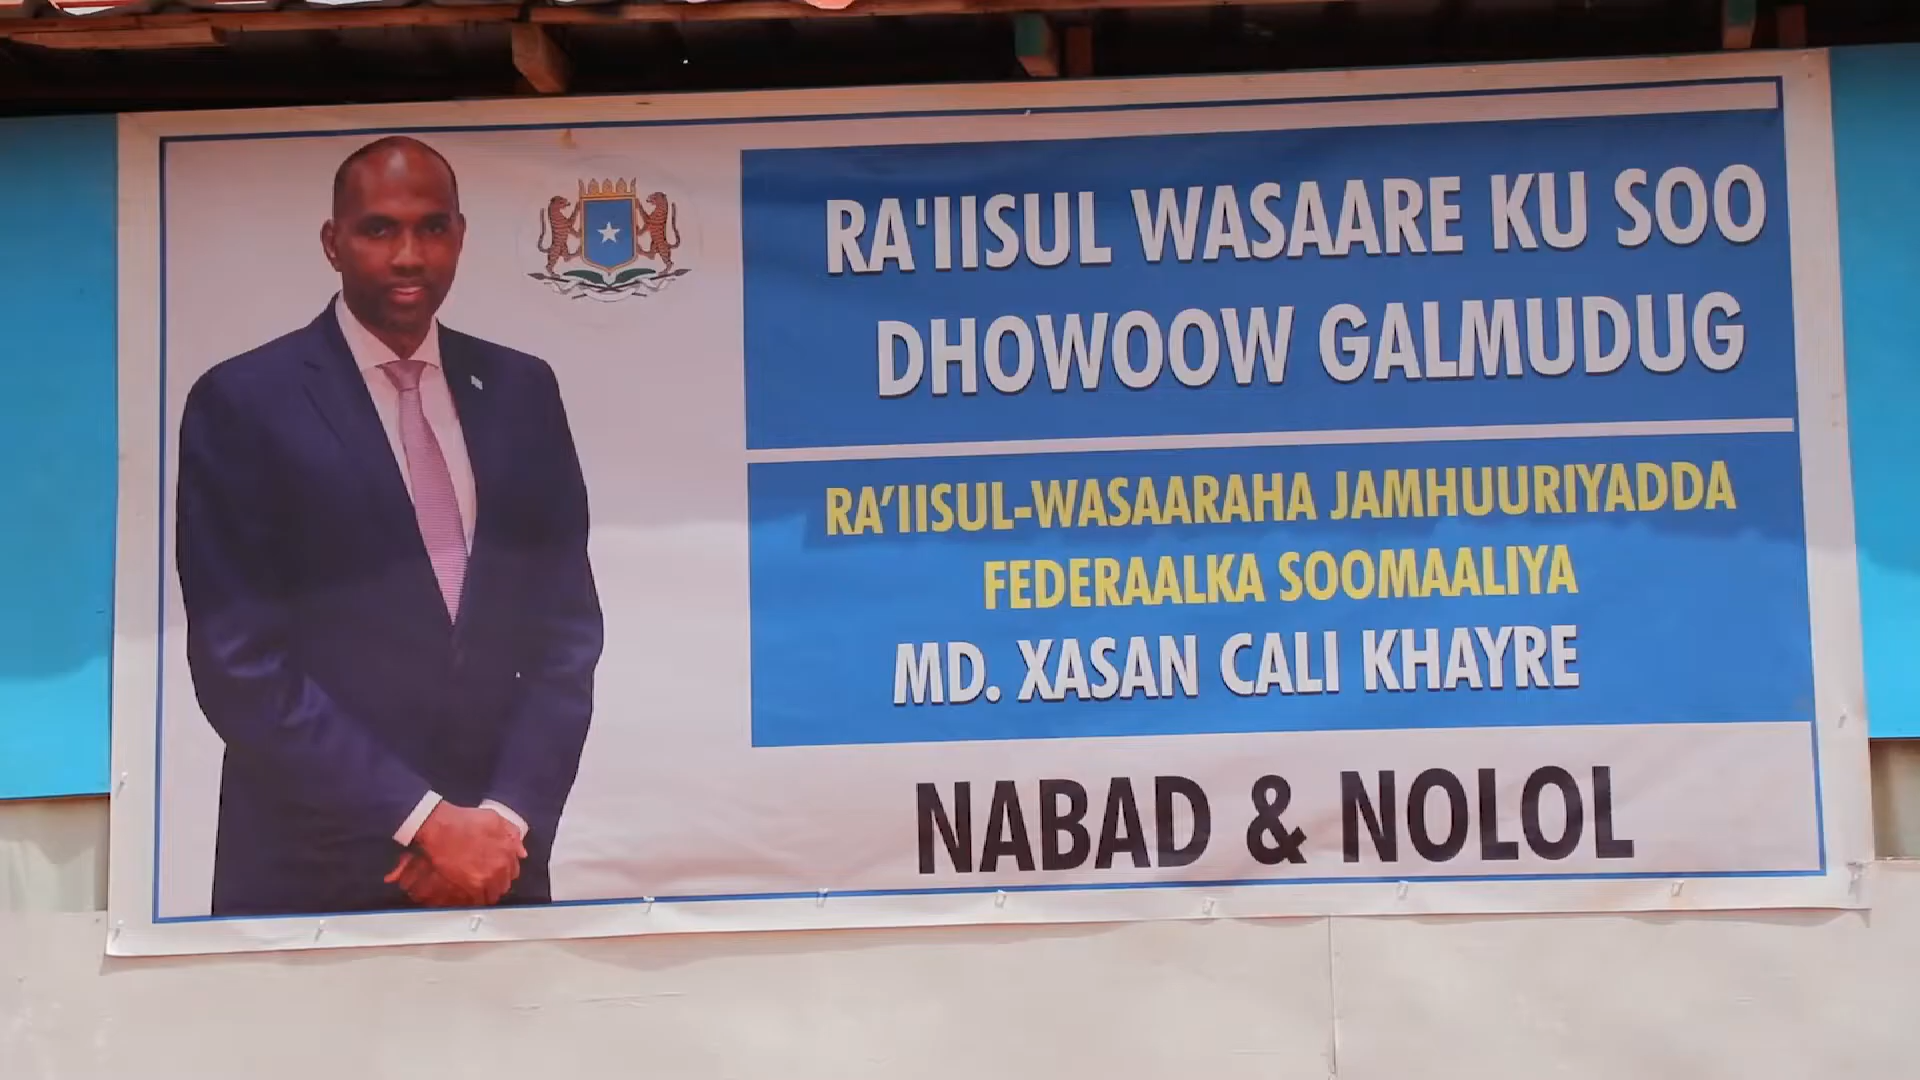 RA'IISUL WASAARE KU SOO
DHOWOOW GALMUDUG
RA’IISUL-WASAARAHA JAMHUURIYADDA
FEDERAALKA SOOMAALIYA
MD. XASAN CALI KHAYRE
NABAD & NOLOL